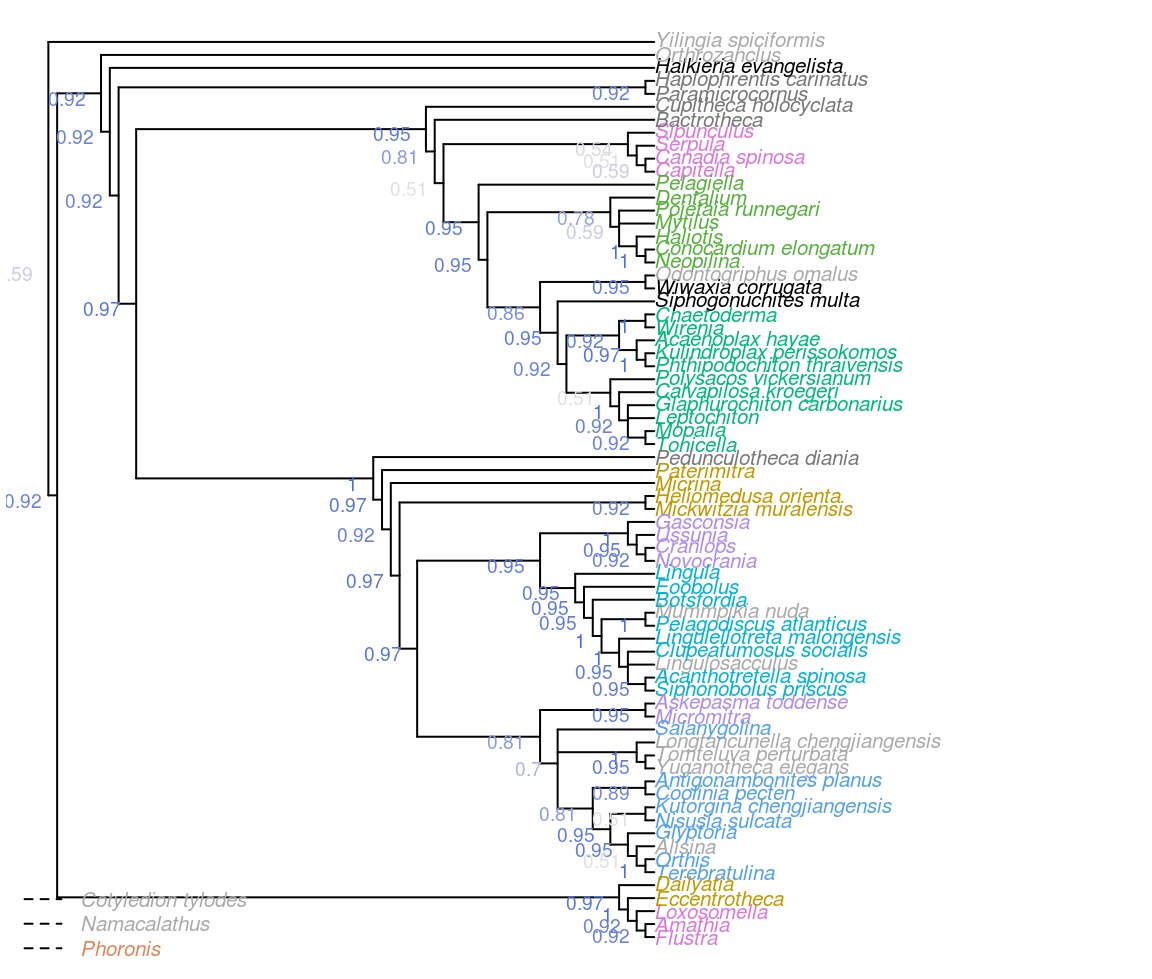 Yilingia spiciformis
Orthrozanclus
Halkieria evangelista
Haplophrentis carinatus
0.92
0.92
Paramicrocornus
Cupitheca holocyclata
Bactrotheca
0.95
Sipunculus
0.92
Serpula
0.54
0.81
Canadia spinosa
0.51
Capitella
0.59
Pelagiella
0.51
Dentalium
0.92
Pojetaia runnegari
0.78
Mytilus
0.95
0.59
Haliotis
Conocardium elongatum
1
Neopilina
1
0.95
Odontogriphus omalus
.59
Wiwaxia corrugata
0.95
Siphogonuchites multa
0.97
0.86
Chaetoderma
Wirenia
1
Acaenoplax hayae
0.95
0.92
Kulindroplax perissokomos
0.97
Phthipodochiton thraivensis
1
0.92
Polysacos vickersianum
Calvapilosa kroegeri
0.51
Glaphurochiton carbonarius
1
Leptochiton
0.92
Mopalia
Tonicella
0.92
Pedunculotheca diania
Paterimitra
1
Micrina
Heliomedusa orienta
0.92
0.97
0.92
Mickwitzia muralensis
Gasconsia
0.92
Ussunia
1
Craniops
0.95
Novocrania
0.92
0.95
Lingula
0.97
Eoobolus
0.95
Botsfordia
0.95
Mummpikia nuda
0.95
Pelagodiscus atlanticus
1
Lingulellotreta malongensis
1
Clupeafumosus socialis
0.97
1
Lingulosacculus
0.95
Acanthotretella spinosa
Siphonobolus priscus
0.95
Askepasma toddense
Micromitra
0.95
Salanygolina
Longtancunella chengjiangensis
0.81
Tomteluva perturbata
1
Yuganotheca elegans
0.95
0.7
Antigonambonites planus
Coolinia pecten
0.89
Kutorgina chengjiangensis
0.81
Nisusia sulcata
0.51
Glyptoria
0.95
Alisina
0.95
Orthis
0.51
Terebratulina
1
Dailyatia
Eccentrotheca
0.97
Loxosomella
1
Amathia
0.92
Flustra
0.92
Cotyledion tylodes
Namacalathus
Phoronis